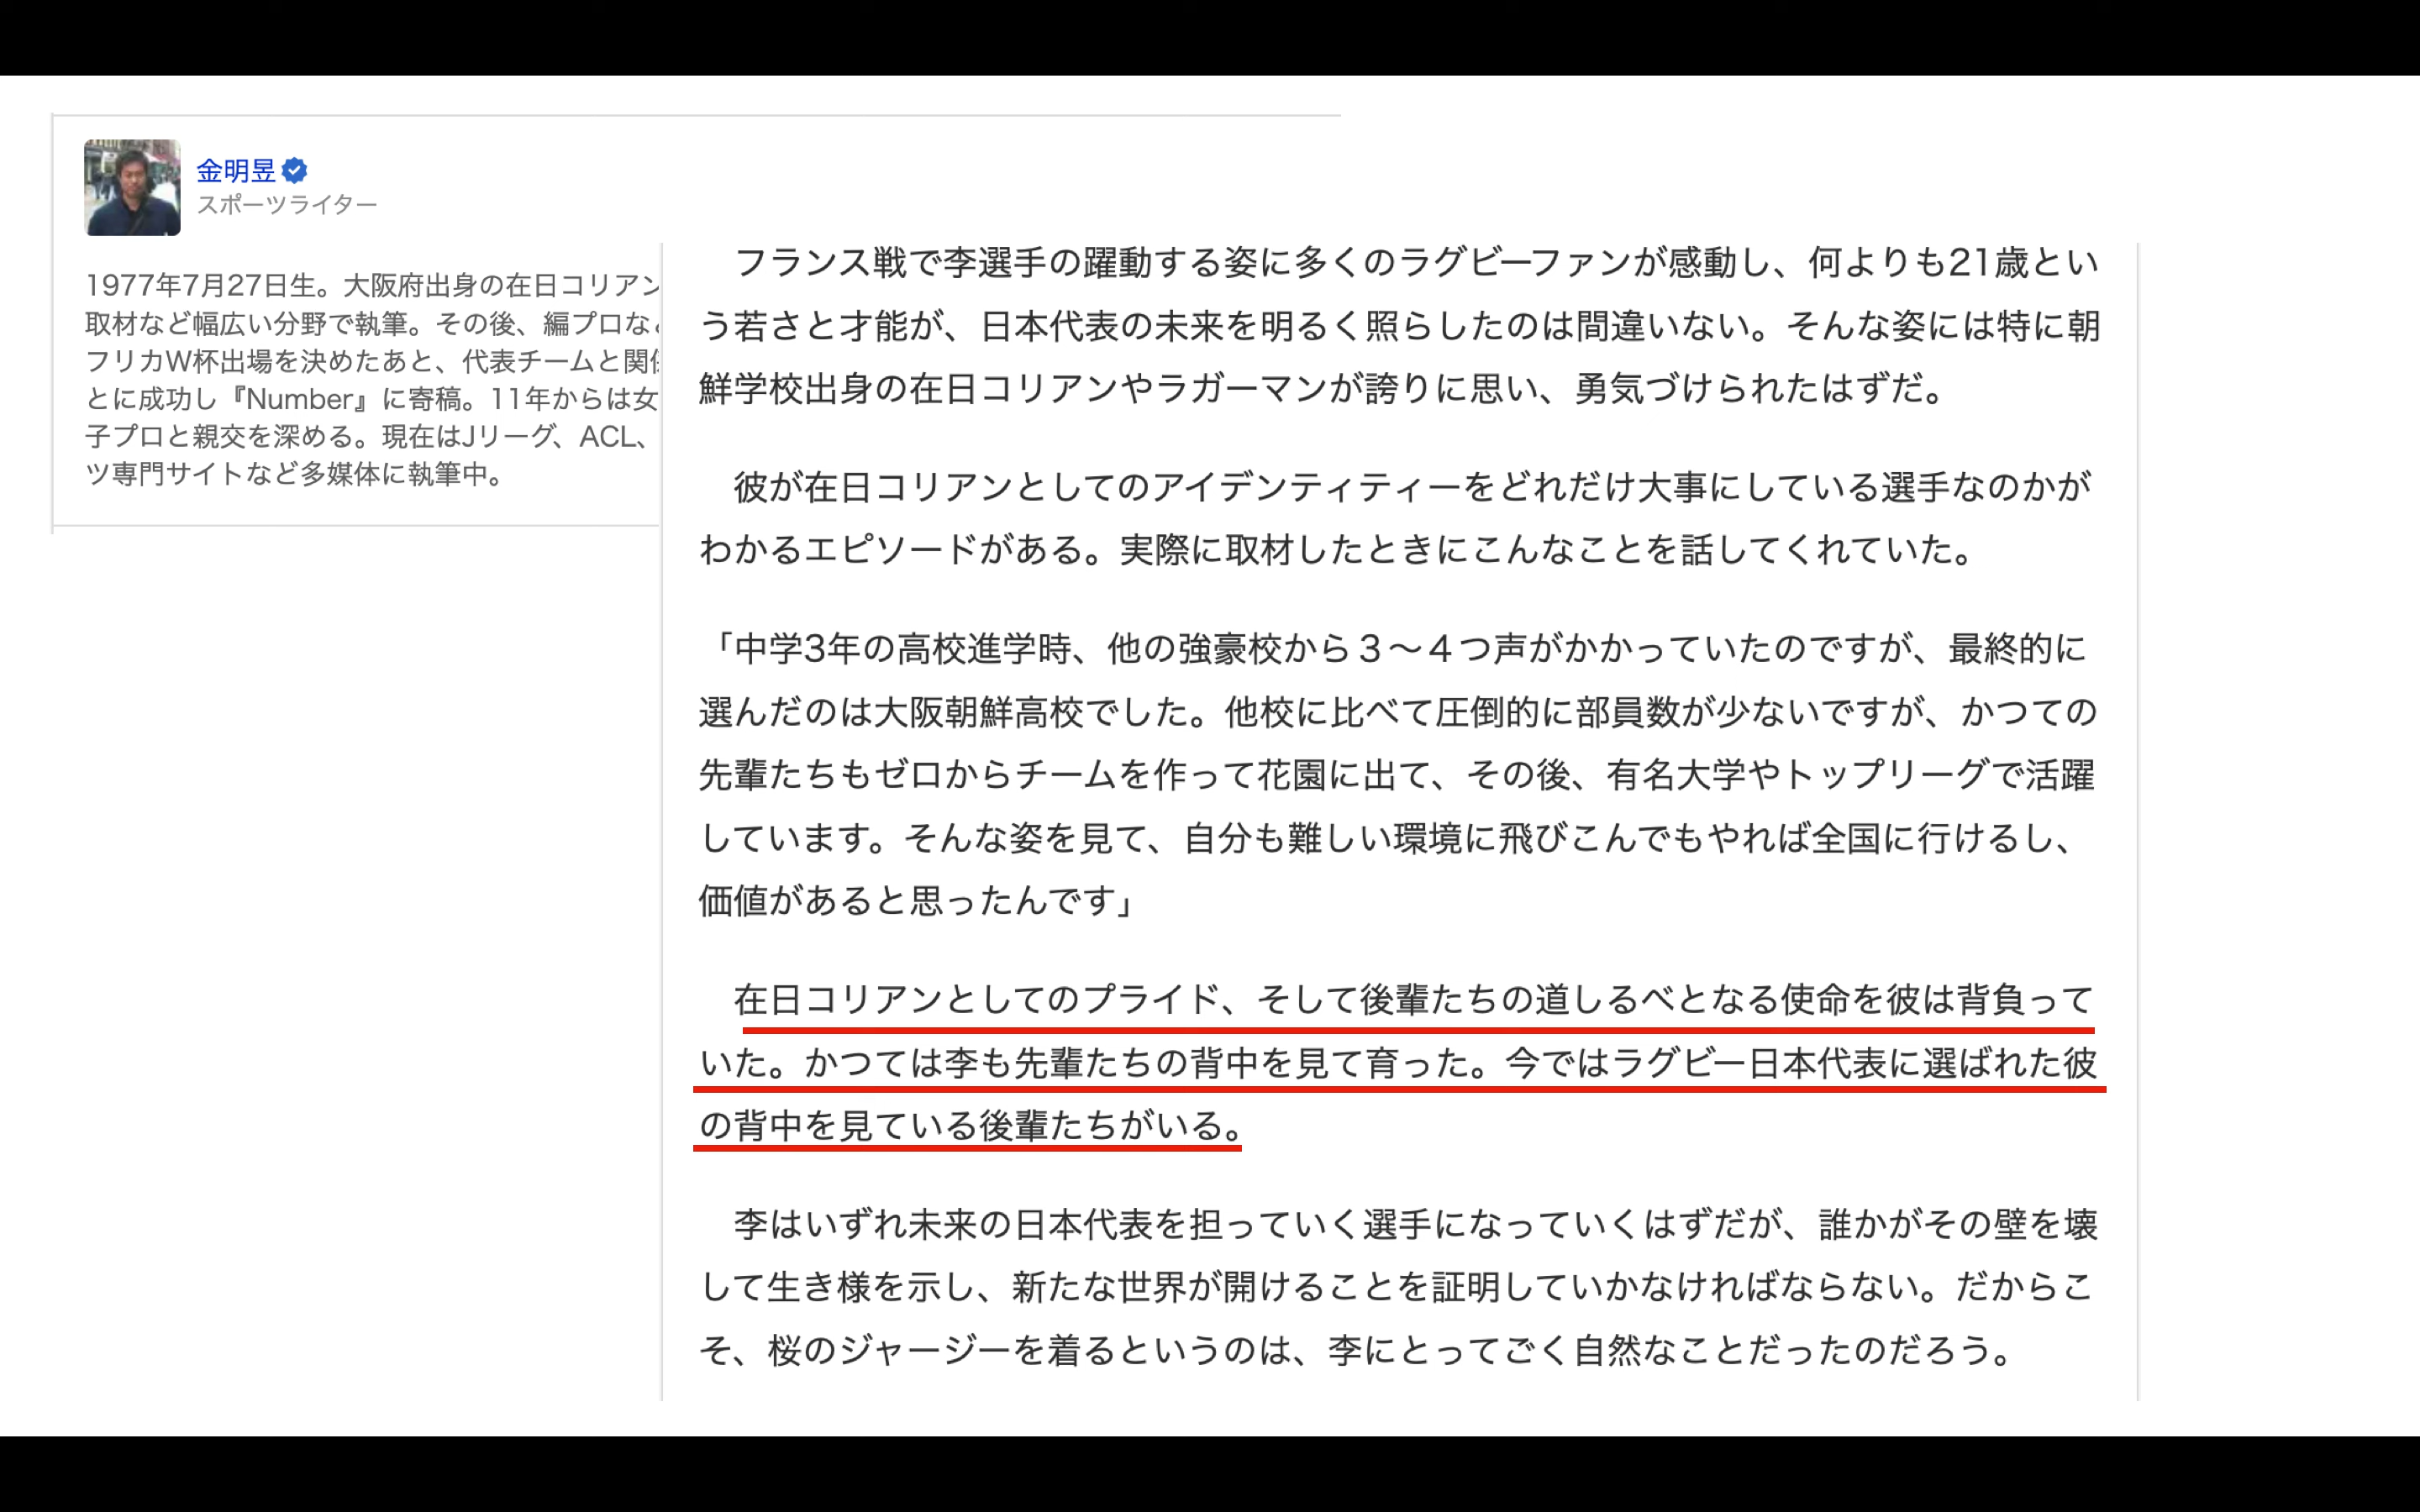 金明昱
スポーツライター
1977年7月27日生。大阪府出身の在日コリアン
取材など幅広い分野で執筆。その後、編プロなど
フリカW杯出場を決めたあと、代表チームと関係
とに成功し『Number』に寄稿。11年からは女
子プロと親交を深める。現在はJリーグ、ACL、
ツ専門サイトなど多媒体に執筆中。
フランス戦で李選手の躍動する姿に多くのラグビーファンが感動し、何よりも21歳とい
う若さと才能が、日本代表の未来を明るく照らしたのは間違いない。そんな姿には特に朝
鮮学校出身の在日コリアンやラガーマンが誇りに思い、勇気づけられたはずだ。
彼が在日コリアンとしてのアイデンティティーをどれだけ大事にしている選手なのかが
わかるエピソードがある。実際に取材したときにこんなことを話してくれていた。
「中学3年の高校進学時、他の強豪校から３〜４つ声がかかっていたのですが、最終的に
選んだのは大阪朝鮮高校でした。他校に比べて圧倒的に部員数が少ないですが、かつての
先輩たちもゼロからチームを作って花園に出て、その後、有名大学やトップリーグで活躍
しています。そんな姿を見て、自分も難しい環境に飛びこんでもやれば全国に行けるし、
価値があると思ったんです」
在日コリアンとしてのプライド、そして後輩たちの道しるべとなる使命を彼は背負って
いた。かつては李も先輩たちの背中を見て育った。今ではラグビー日本代表に選ばれた彼
の背中を見ている後輩たちがいる。
李はいずれ未来の日本代表を担っていく選手になっていくはずだが、誰かがその壁を壊
して生き様を示し、新たな世界が開けることを証明していかなければならない。だからこ
そ、桜のジャージーを着るというのは、李にとってごく自然なことだったのだろう。